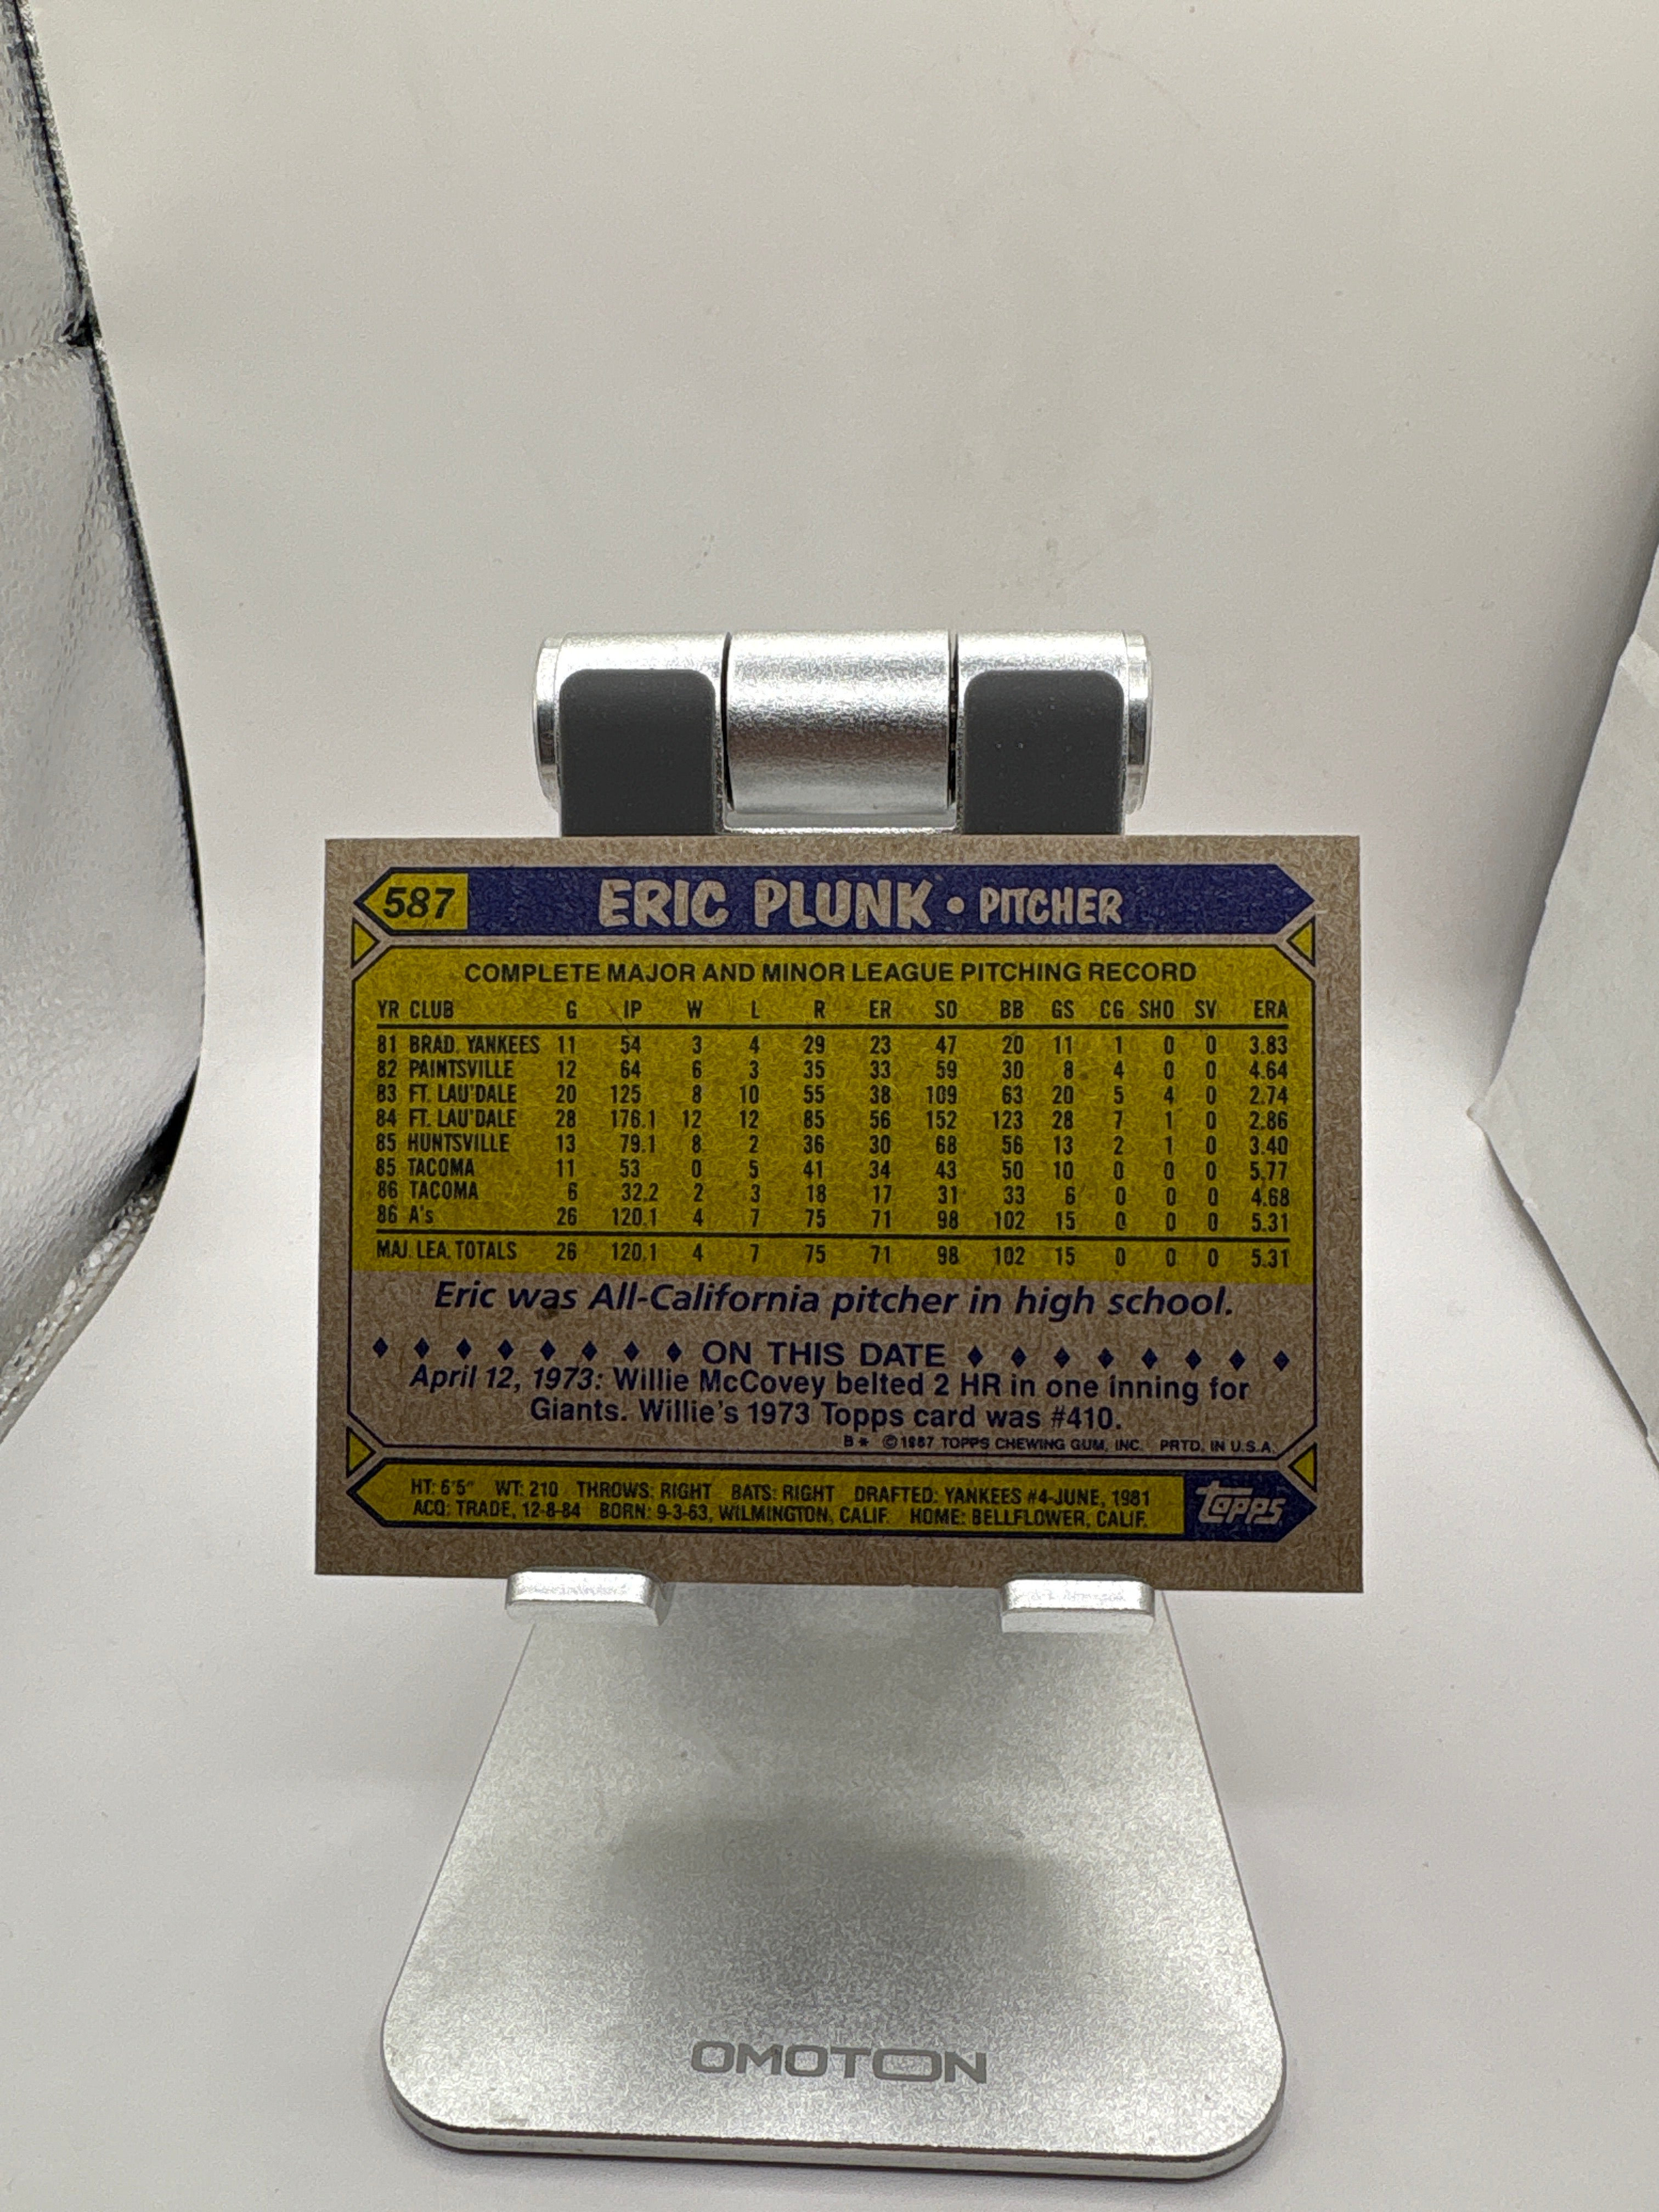 587 ERIC PLUNK • PITCHER
COMPLETE MAJOR AND MINOR LEAGUE PITCHING RECORD
YR CLUB G IP W L R ER SO BB GS CG SHO SV ERA
81 BRAD. YANKEES 11 54 3 4 29 23 47 20 11 1 0 0 3.83
82 PAINTSVILLE 12 64 6 3 35 33 59 30 8 4 0 0 4.64
83 FT. LAU'DALE 20 125 8 10 55 38 109 63 20 5 4 0 2.74
84 FT. LAU'DALE 28 176.1 12 12 85 56 152 123 28 7 1 0 2.86
85 HUNTSVILLE 13 79.1 8 2 36 30 68 56 13 2 1 0 3.40
85 TACOMA 11 53 0 5 41 34 43 50 10 0 0 0 5.77
86 TACOMA 6 32.2 2 3 18 17 31 33 6 0 0 0 4.68
86 A's 26 120.1 4 7 75 71 98 102 15 0 0 0 5.31
MAJ. LEA. TOTALS 26 120.1 4 7 75 71 98 102 15 0 0 0 5.31
Eric was All-California pitcher in high school.
♦ ♦ ♦ ♦ ♦ ♦ ♦ ♦ ON THIS DATE ♦ ♦ ♦ ♦ ♦ ♦ ♦ ♦
April 12, 1973: Willie McCovey belted 2 HR in one inning for
Giants. Willie's 1973 Topps card was #410.
B* ©1987 TOPPS CHEWING GUM, INC. PRTD. IN U.S.A.
HT: 6'5" WT: 210 THROWS: RIGHT BATS: RIGHT DRAFTED: YANKEES #4-JUNE, 1981
ACQ: TRADE, 12-8-84 BORN: 9-3-63, WILMINGTON, CALIF. HOME: BELLFLOWER, CALIF.
topps
OMOTON